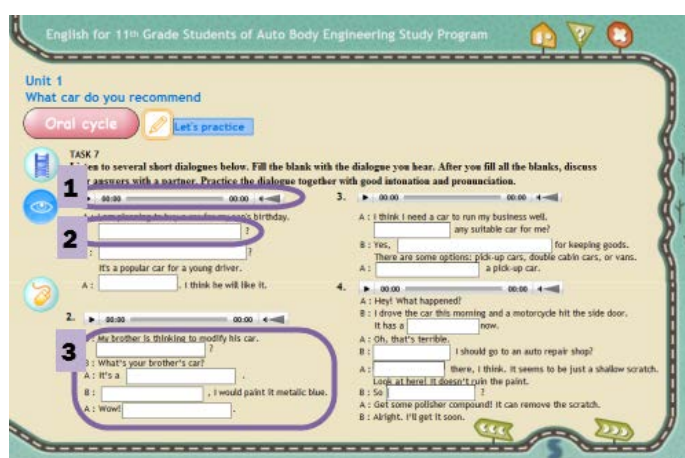 English for 11th Grade Students of Auto Body Engineering Study Program
Unit 1
What car do you recommend
Oral cycle
Let's practice
TASK 7
to several short dialogues below. Fill the blank with the dialogue you hear. After you fill all the blanks, discuss
answers with a partner. Practice the dialogue together with good intonation and pronunciation.
1
00:00 00:00
birthday.
2
?
: ?
It's a popular car for a young driver.
A : . I think he will like it.
2. 00:00 00:00
3
: My brother is thinking to modify his car.
?
B : What's your brother's car?
A : It's a .
B : , I would paint it metalic blue.
A : Wow! .
3. 00:00 00:00
A : I think I need a car to run my business well.
any suitable car for me?
B : Yes, for keeping goods.
There are some options: pick-up cars, double cabin cars, or vans.
A : a pick-up car.
4. 00:00 00:00
A : Hey! What happened?
B : I drove the car this morning and a motorcycle hit the side door.
It has a now.
A : Oh, that's terrible.
B : I should go to an auto repair shop?
A : there, I think. It seems to be just a shallow scratch.
Look at here! It doesn't ruin the paint.
B : So ?
A : Get some polisher compound! It can remove the scratch.
B : Alright. I'll get it soon.